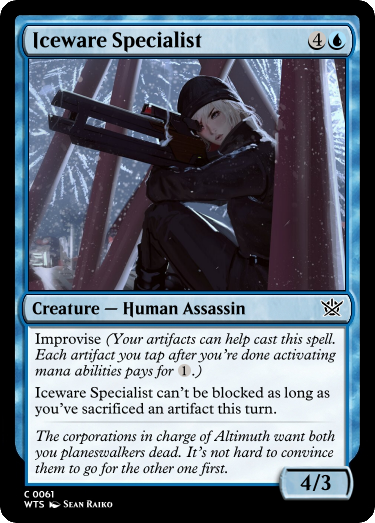 Iceware Specialist 4
Creature — Human Assassin
Improvise (Your artifacts can help cast this spell.
Each artifact you tap after you're done activating
mana abilities pays for 1.)
Iceware Specialist can't be blocked as long as
you've sacrificed an artifact this turn.
The corporations in charge of Altimuth want both
you planeswalkers dead. It's not hard to convince
them to go for the other one first.
4/3
C 0061
WTS Sean Raiko